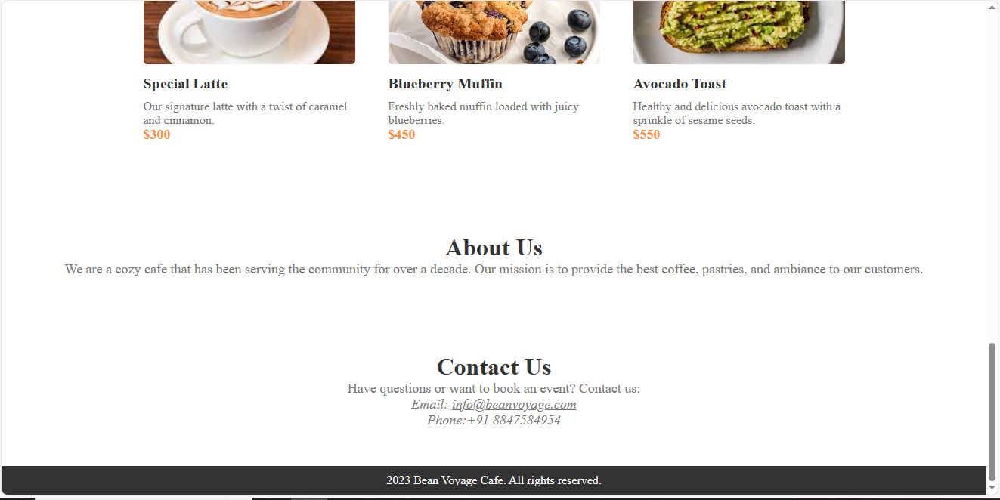 Special Latte
Our signature latte with a twist of caramel
and cinnamon.
$300
Blueberry Muffin
Freshly baked muffin loaded with juicy
blueberries.
$450
Avocado Toast
Healthy and delicious avocado toast with a
sprinkle of sesame seeds.
$550
About Us
We are a cozy cafe that has been serving the community for over a decade. Our mission is to provide the best coffee, pastries, and ambiance to our customers.
Contact Us
Have questions or want to book an event? Contact us:
Email: info@beanvoyage.com
Phone:+91 8847584954
2023 Bean Voyage Cafe. All rights reserved.